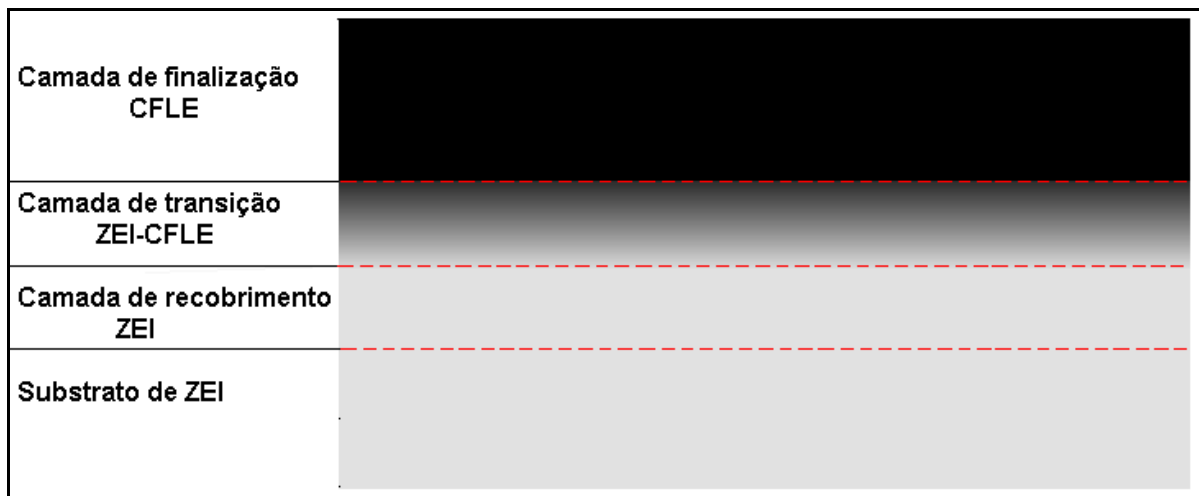 Camada de finalização
CFLE
Camada de transição
ZEI-CFLE
Camada de recobrimento
ZEI
Substrato de ZEI